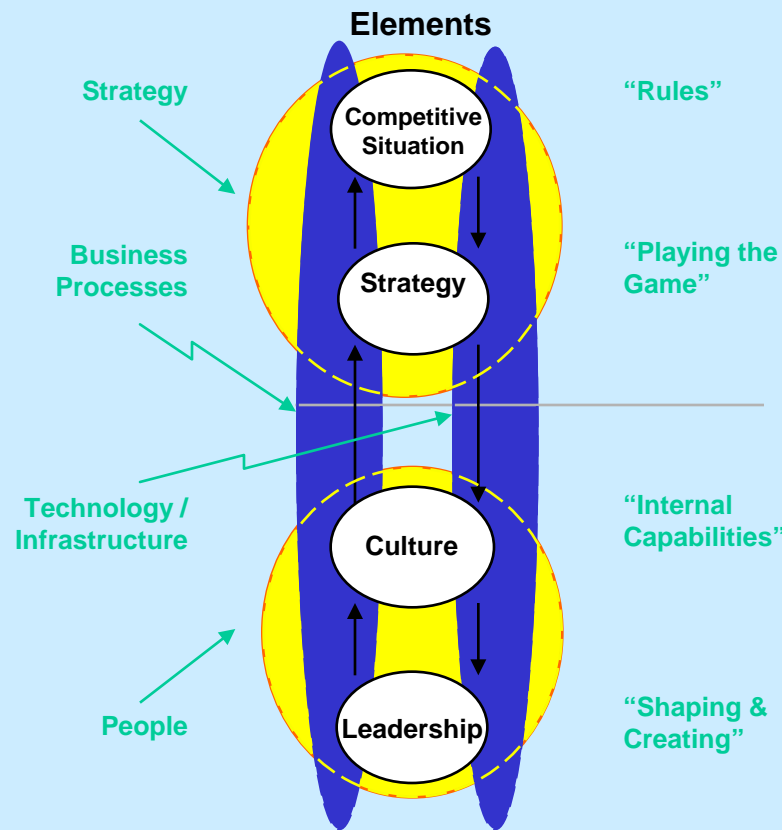 Elements
Strategy
Competitive
Situation
“Rules”
Business
Processes
Strategy
“Playing the
Game”
Technology /
Infrastructure
Culture
“Internal
Capabilities”
People
Leadership
“Shaping &
Creating”